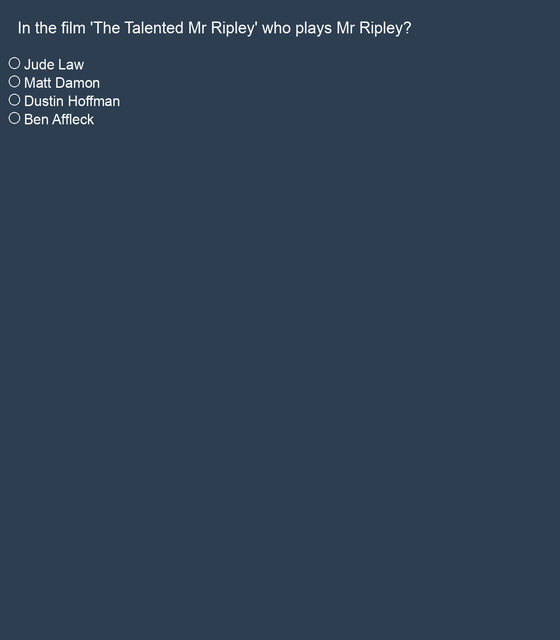 In the film 'The Talented Mr Ripley' who plays Mr Ripley?
Jude Law
Matt Damon
Dustin Hoffman
Ben Affleck